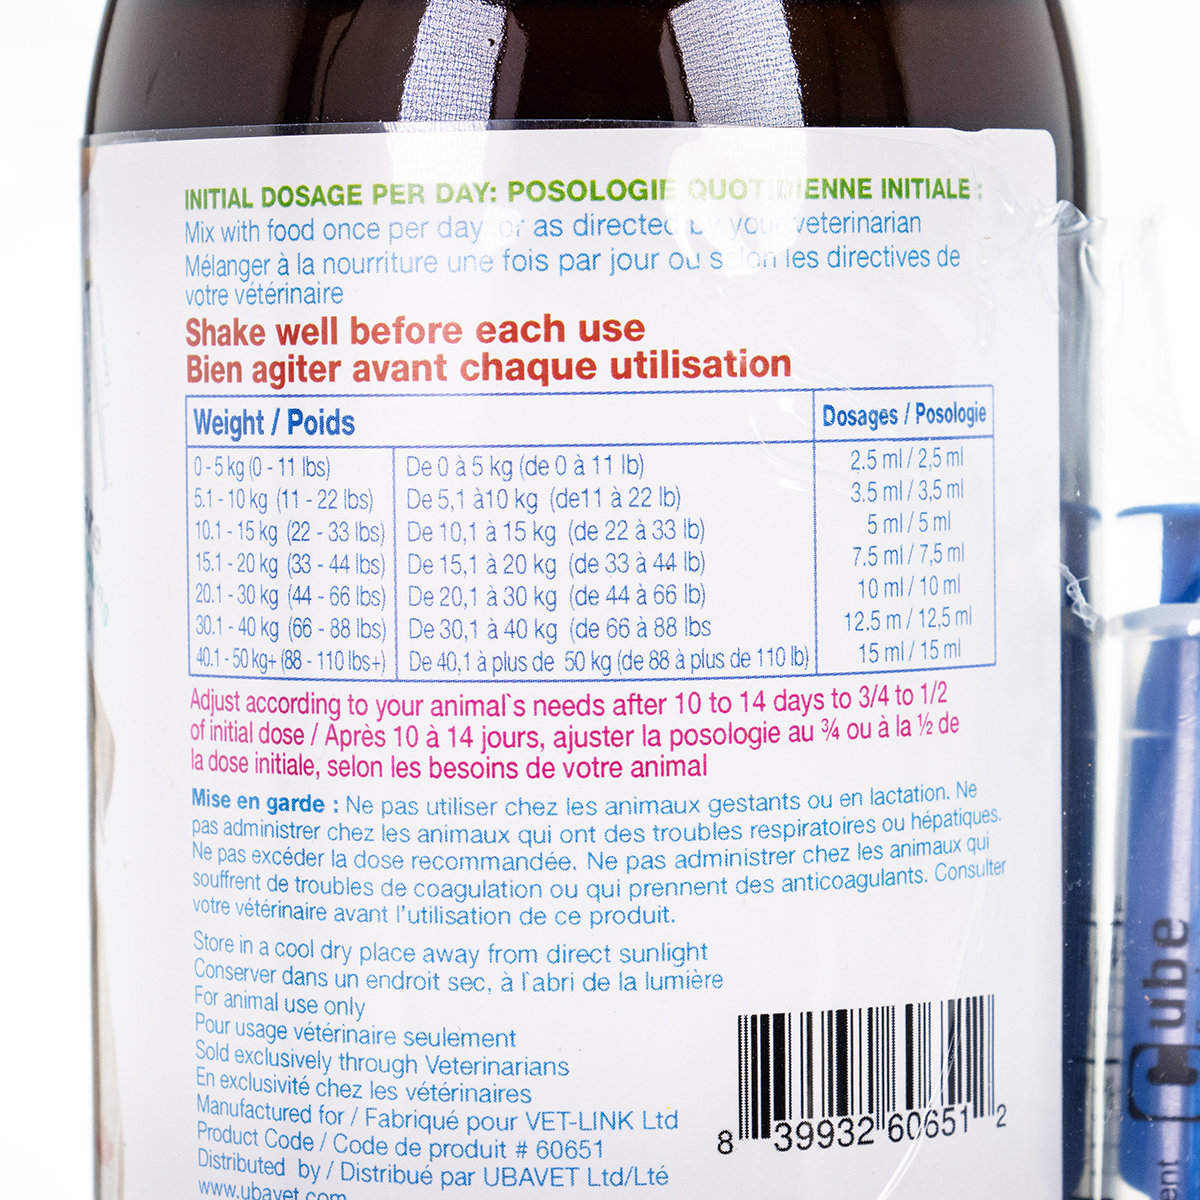 INITIAL DOSAGE PER DAY: POSOLOGIE QUOTIDIENNE INITIALE :
Mix with food once per day or as directed by your veterinarian
Mélanger à la nourriture une fois par jour ou selon les directives de
votre vétérinaire
Shake well before each use
Bien agiter avant chaque utilisation
Weight / Poids Dosages / Posologie
0 - 5 kg (0 - 11 lbs) De 0 à 5 kg (de 0 à 11 lb) 2.5 ml / 2,5 ml
5.1 - 10 kg (11 - 22 lbs) De 5,1 à10 kg (de11 à 22 lb) 3.5 ml / 3,5 ml
10.1 - 15 kg (22 - 33 lbs) De 10,1 à 15 kg (de 22 à 33 lb) 5 ml / 5 ml
15.1 - 20 kg (33 - 44 lbs) De 15,1 à 20 kg (de 33 à 44 lb) 7.5 ml / 7,5 ml
20.1 - 30 kg (44 - 66 lbs) De 20,1 à 30 kg (de 44 à 66 lb) 10 ml / 10 ml
30.1 - 40 kg (66 - 88 lbs) De 30,1 à 40 kg (de 66 à 88 lbs 12.5 m / 12,5 ml
40.1 - 50 kg+ (88 - 110 lbs+) De 40,1 à plus de 50 kg (de 88 à plus de 110 lb) 15 ml / 15 ml
Adjust according to your animal`s needs after 10 to 14 days to 3/4 to 1/2
of initial dose / Après 10 à 14 jours, ajuster la posologie au ¾ ou à la ½ de
la dose initiale, selon les besoins de votre animal
Mise en garde : Ne pas utiliser chez les animaux gestants ou en lactation. Ne
pas administrer chez les animaux qui ont des troubles respiratoires ou hépatiques.
Ne pas excéder la dose recommandée. Ne pas administrer chez les animaux qui
souffrent de troubles de coagulation ou qui prennent des anticoagulants. Consulter
votre vétérinaire avant l'utilisation de ce produit.
Store in a cool dry place away from direct sunlight
Conserver dans un endroit sec, à l`abri de la lumière
For animal use only
Pour usage vétérinaire seulement
Sold exclusively through Veterinarians
En exclusivité chez les vétérinaires
Manufactured for / Fabriqué pour VET-LINK Ltd
Product Code / Code de produit # 60651
Distributed by / Distribué par UBAVET Ltd/Lté
www.ubavet.com
8 39932 60651 2
ube
ent